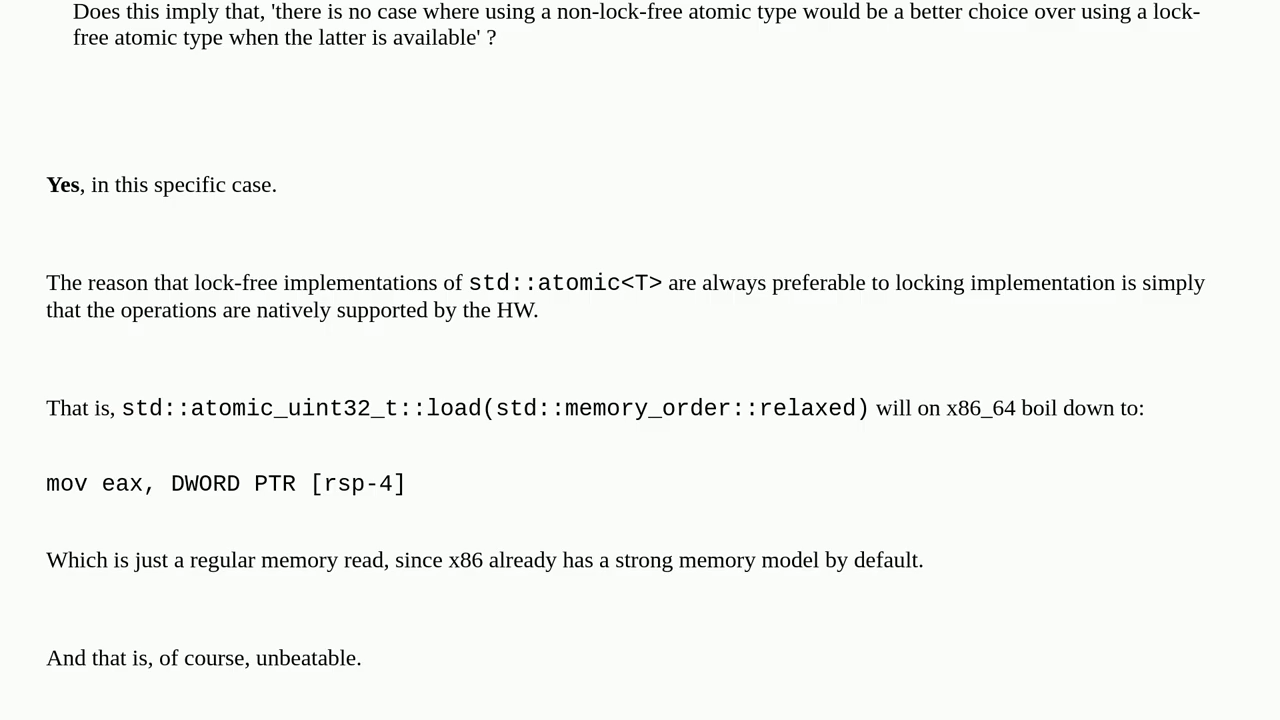 Does this imply that, 'there is no case where using a non-lock-free atomic type would be a better choice over using a lock-
free atomic type when the latter is available' ?
Yes, in this specific case.
The reason that lock-free implementations of std::atomic<T> are always preferable to locking implementation is simply
that the operations are natively supported by the HW.
That is, std::atomic_uint32_t::load(std::memory_order::relaxed) will on x86_64 boil down to:
mov eax, DWORD PTR [rsp-4]
Which is just a regular memory read, since x86 already has a strong memory model by default.
And that is, of course, unbeatable.